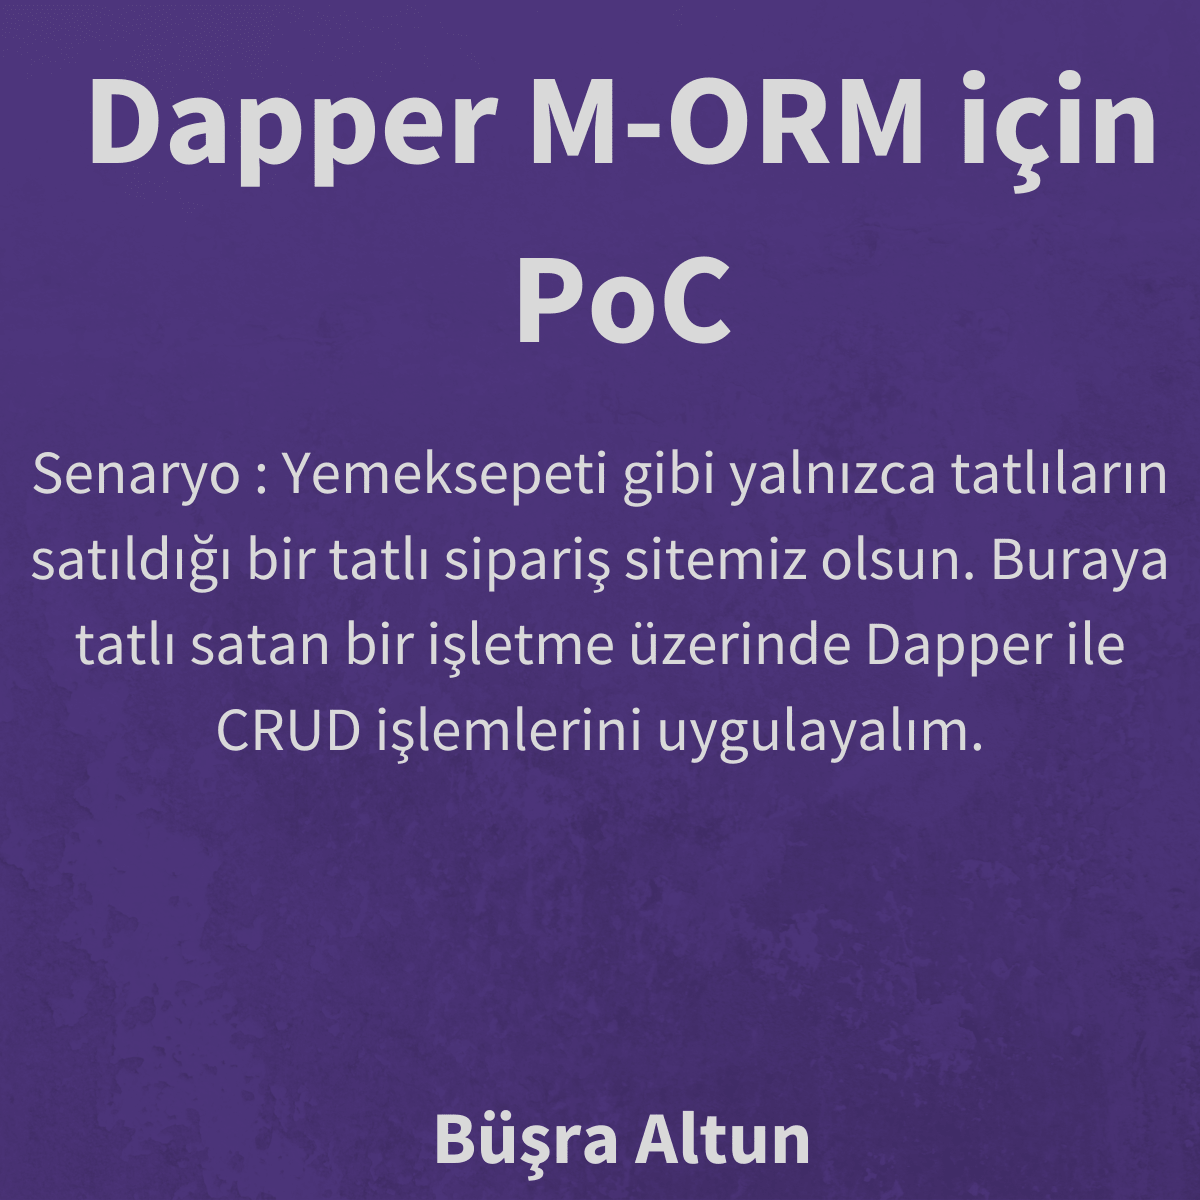 Dapper M-ORM için
PoC
Senaryo : Yemeksepeti gibi yalnızca tatlıların
satıldığı bir tatlı sipariş sitemiz olsun. Buraya
tatlı satan bir işletme üzerinde Dapper ile
CRUD işlemlerini uygulayalım.
Büşra Altun